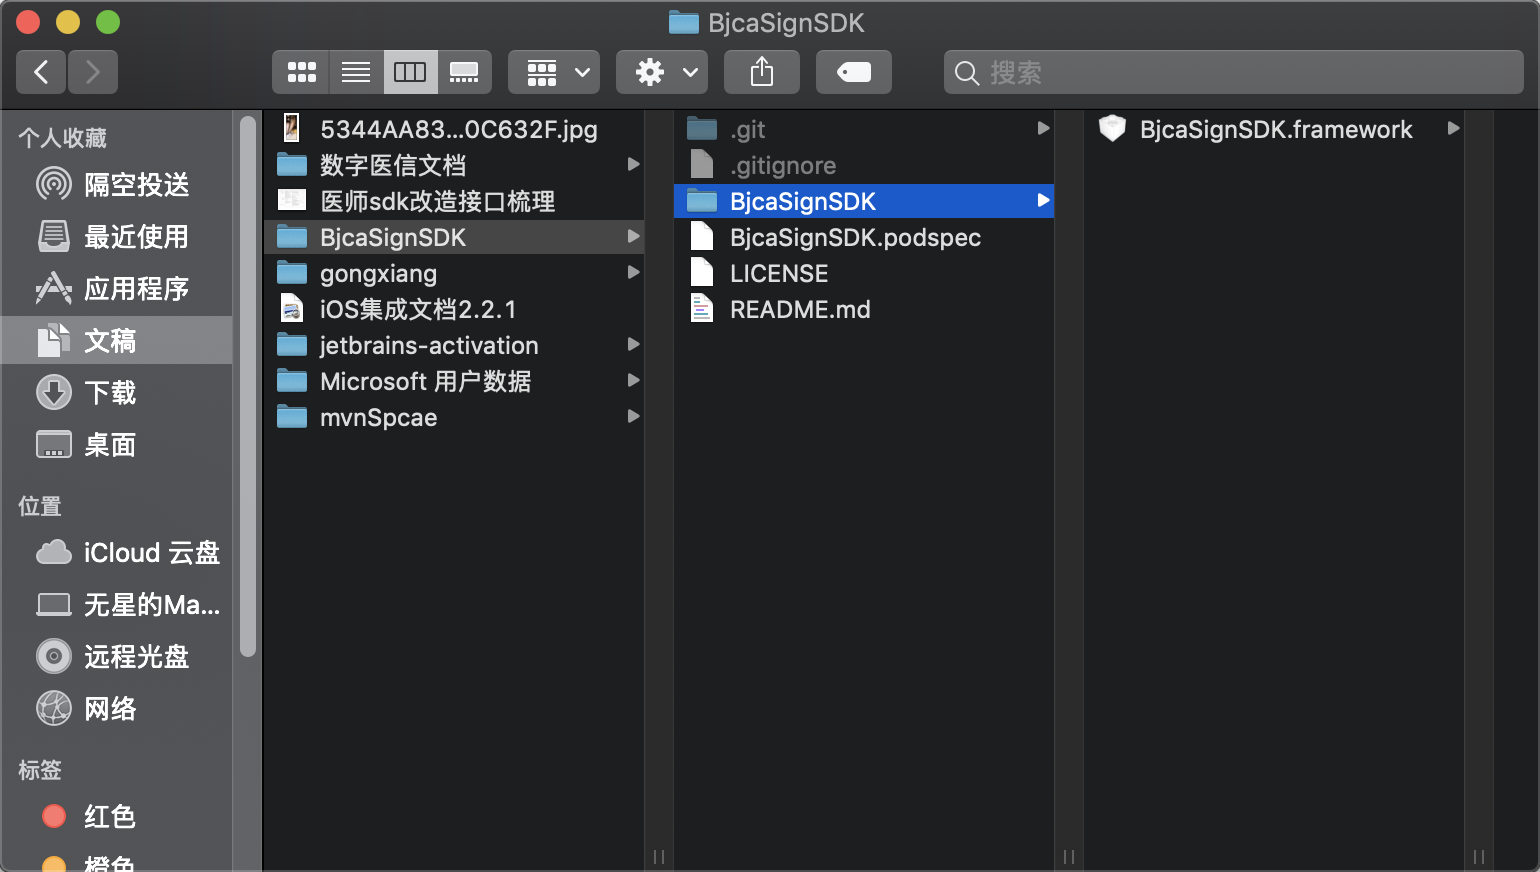 BjcaSignSDK
搜索
个人收藏
隔空投送
最近使用
应用程序
文稿
下载
桌面
位置
iCloud 云盘
无星的Ma...
远程光盘
网络
标签
红色
橙色
5344AA83...0C632F.jpg
数字医信文档
医师sdk改造接口梳理
BjcaSignSDK
gongxiang
iOS集成文档2.2.1
jetbrains-activation
Microsoft 用户数据
mvnSpcae
.git
.gitignore
BjcaSignSDK
BjcaSignSDK.podspec
LICENSE
README.md
BjcaSignSDK.framework